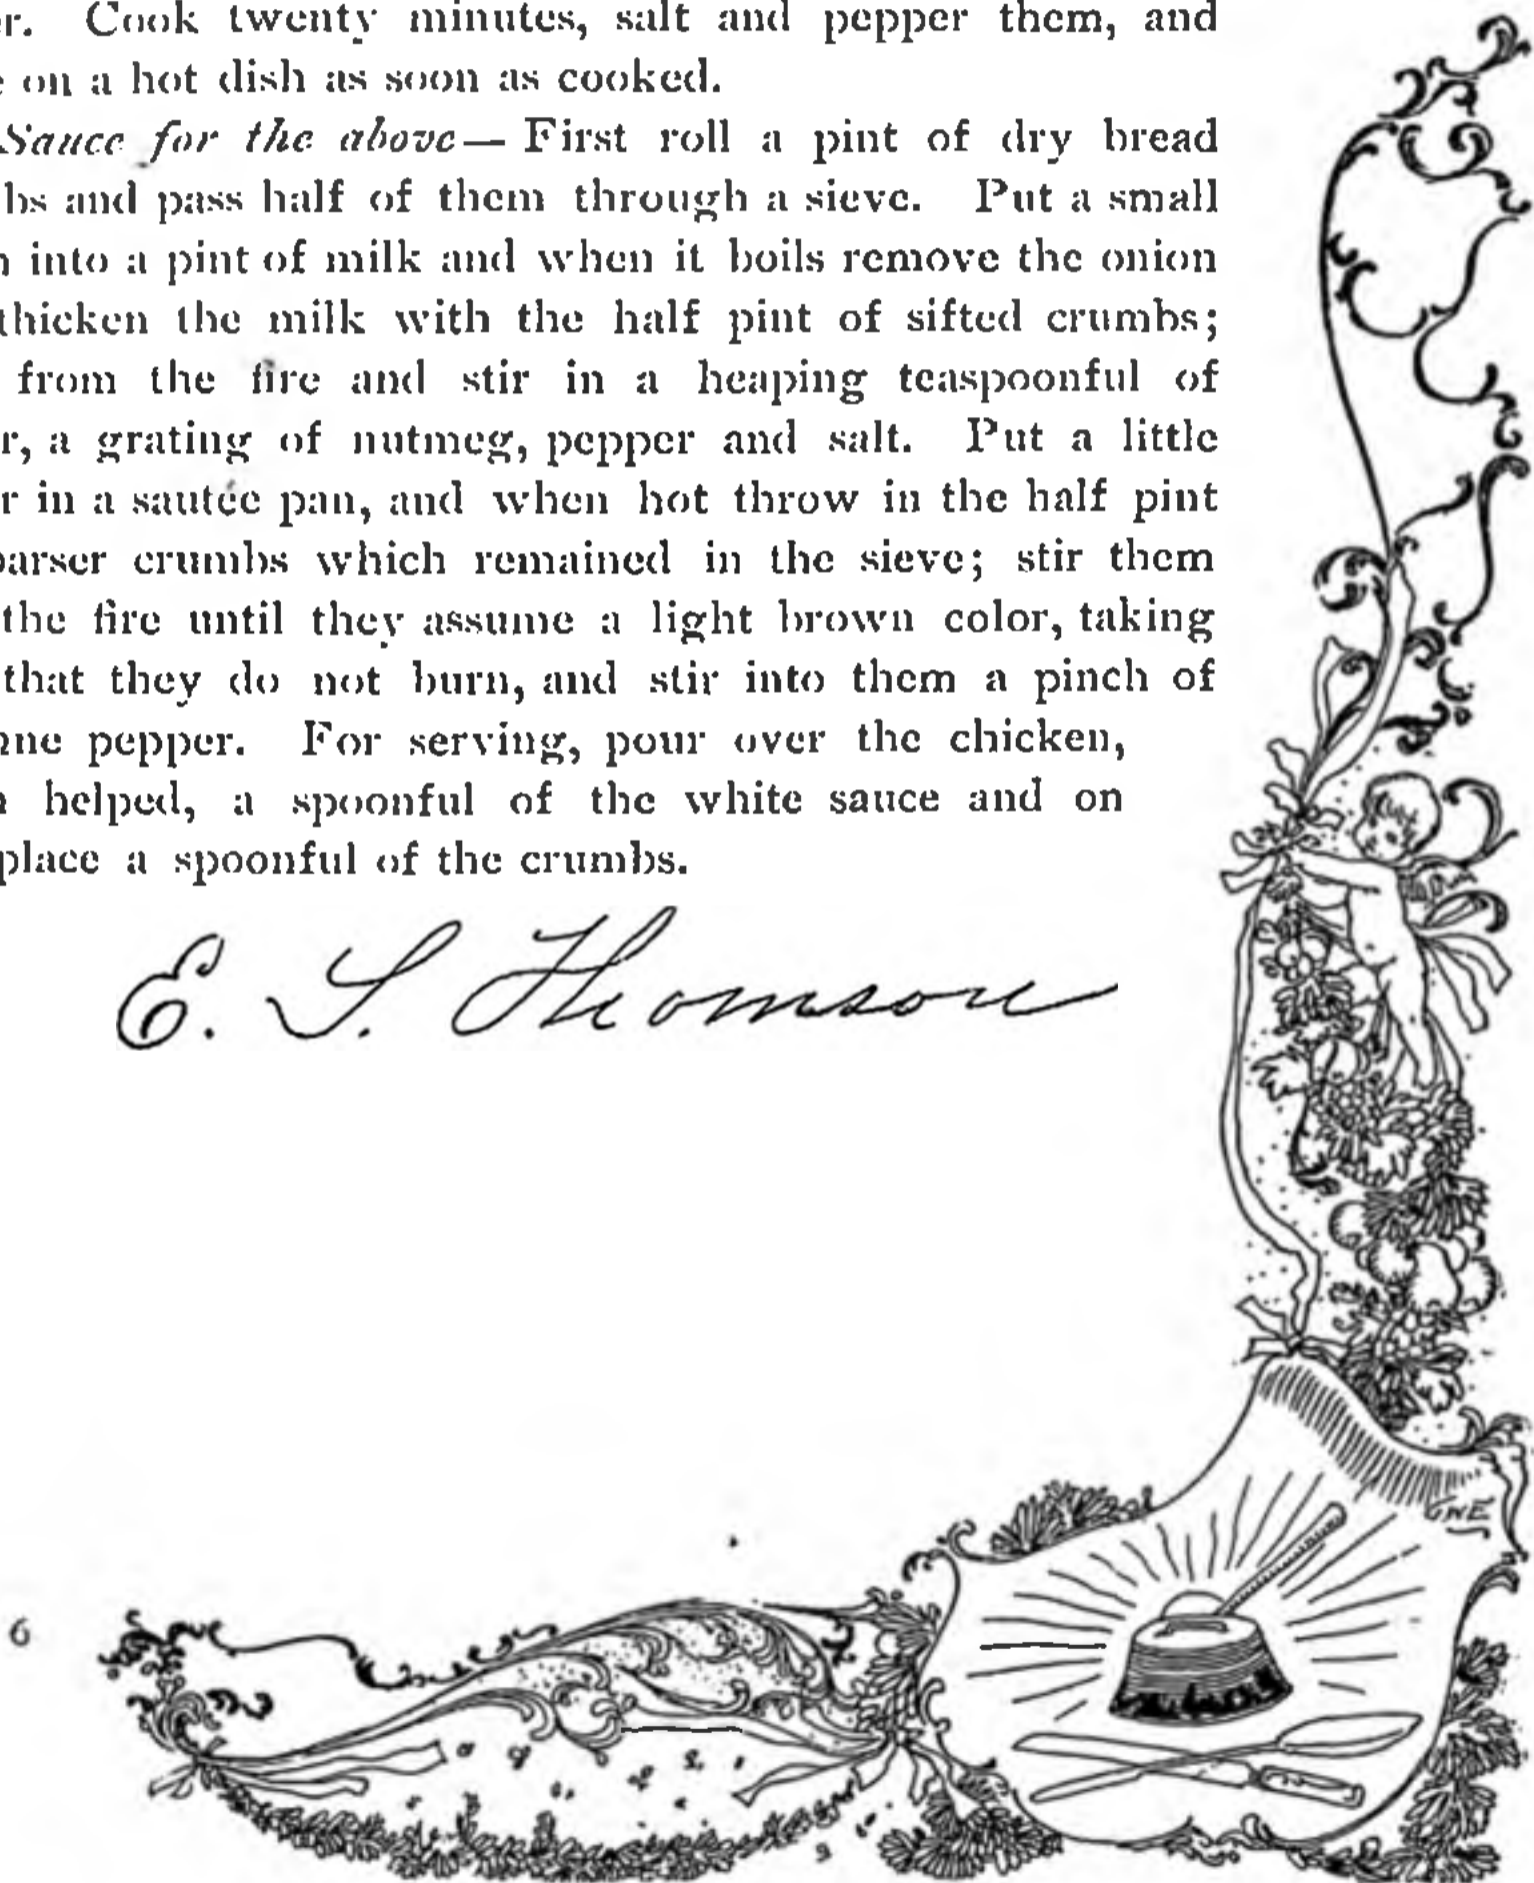 er. Cook twenty minutes, salt and pepper them, and
e on a hot dish as soon as cooked.
Sauce for the above— First roll a pint of dry bread
bs and pass half of them through a sieve. Put a small
n into a pint of milk and when it boils remove the onion
thicken the milk with the half pint of sifted crumbs;
from the fire and stir in a heaping teaspoonful of
r, a grating of nutmeg, pepper and salt. Put a little
r in a sautée pan, and when hot throw in the half pint
oarser crumbs which remained in the sieve; stir them
the fire until they assume a light brown color, taking
that they do not burn, and stir into them a pinch of
nne pepper. For serving, pour over the chicken,
n helped, a spoonful of the white sauce and on
place a spoonful of the crumbs.
E. S. Thomson
GWE
6